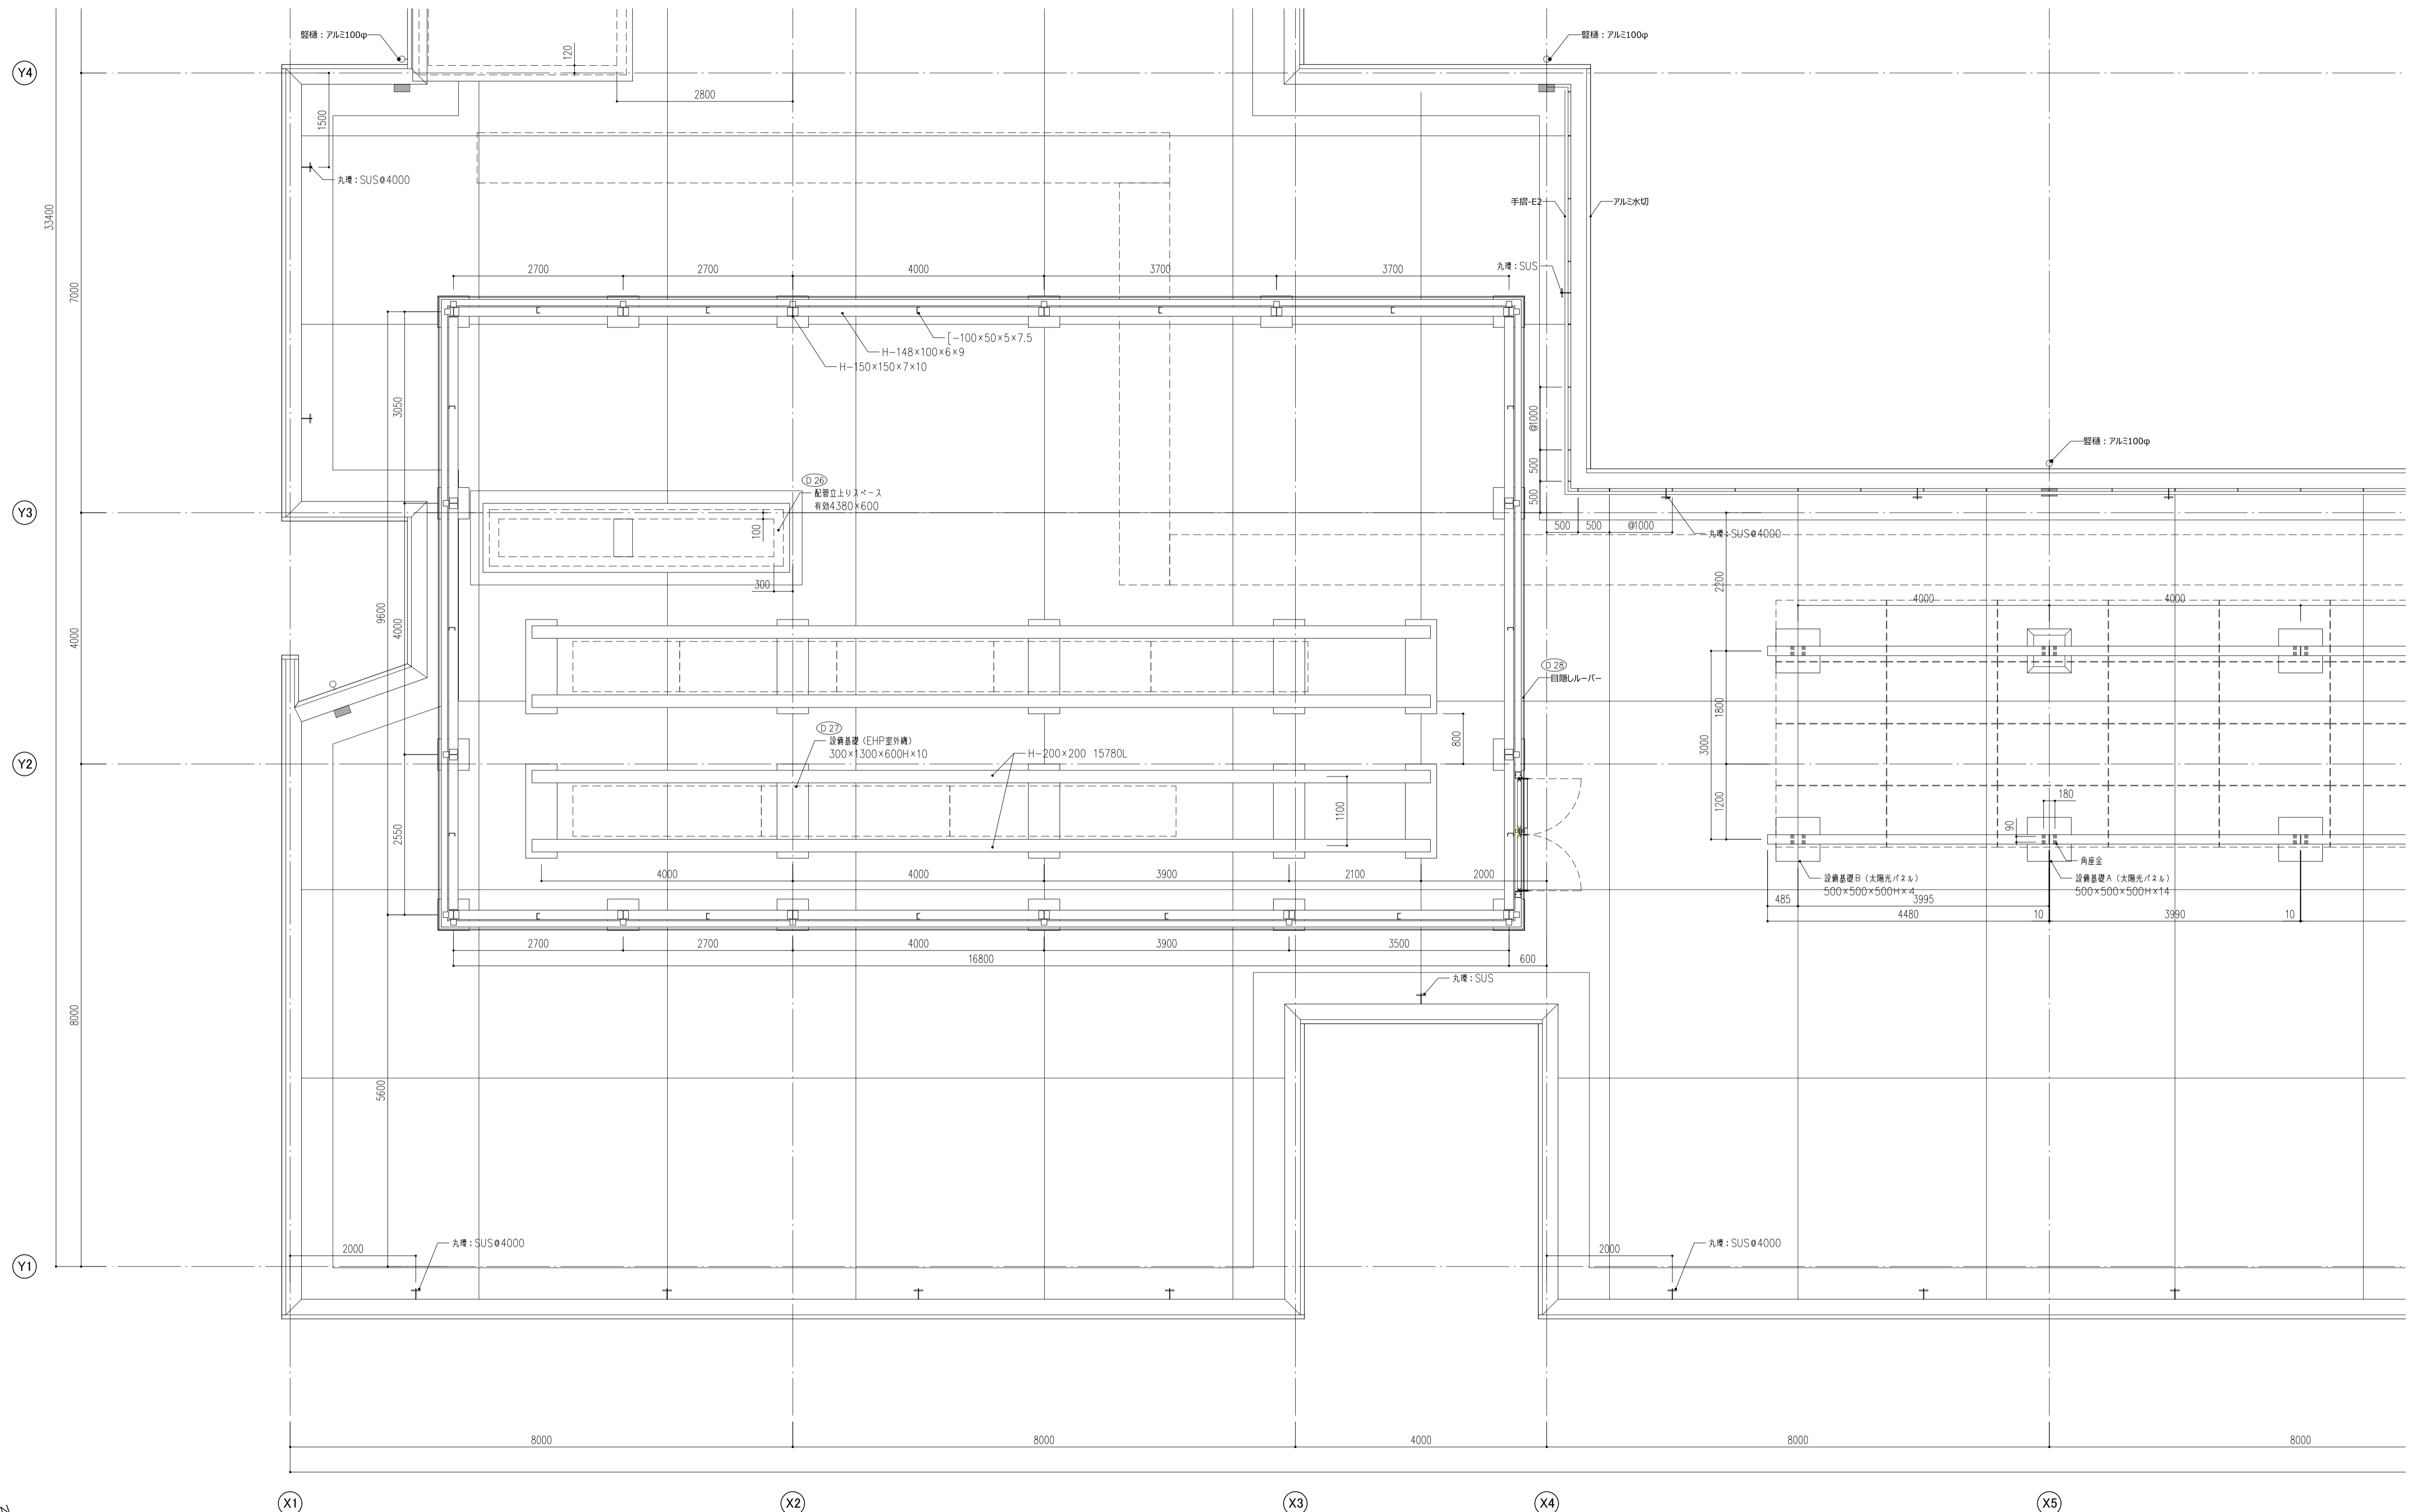 竪樋：アルミ100φ
竪樋：アルミ100φ
120
Y4
2800
1500
丸環：SUS@4000
33400
手摺-E2
アルミ水切
7000
2700
2700
4000
3700
3700
丸環：SUS
[-100×50×5×7.5
H-148×100×6×9
H-150×150×7×10
3050
@1000
竪樋：アルミ100φ
500
500
D 26
配管立上りスペース
有効4380×600
Y3
100
500
500
@1000
丸環：SUS@4000
300
2200
9600
4000
4000
4000
4000
D 28
目隠しルーバー
1800
3000
D 27
設備基礎（EHP室外機）
300×1300×600H×10
H-200×200 15780L
800
Y2
1100
1200
180
90
2550
角座金
4000
4000
3900
2100
2000
設備基礎B（太陽光パネル）
500×500×500H×4
設備基礎A（太陽光パネル）
500×500×500H×14
485
3995
4480
10
3990
10
2700
2700
4000
3900
3500
16800
600
丸環：SUS
8000
5600
2000
丸環：SUS@4000
2000
丸環：SUS@4000
Y1
8000
8000
4000
8000
8000
X1
X2
X3
X4
X5